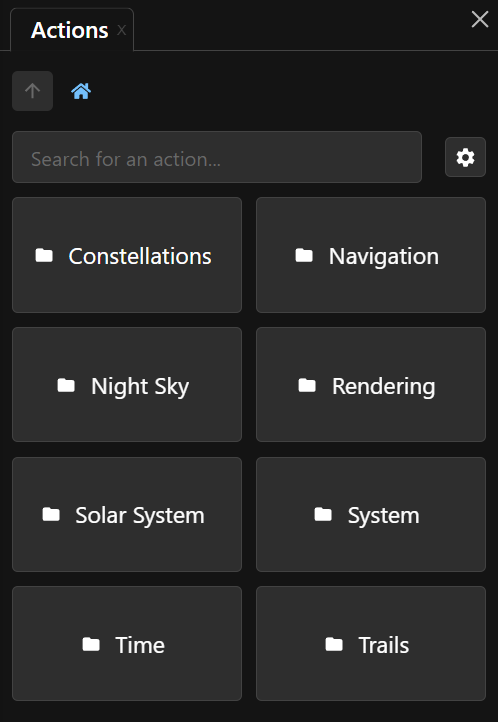 Actions x
Search for an action...
Constellations
Navigation
Night Sky
Rendering
Solar System
System
Time
Trails